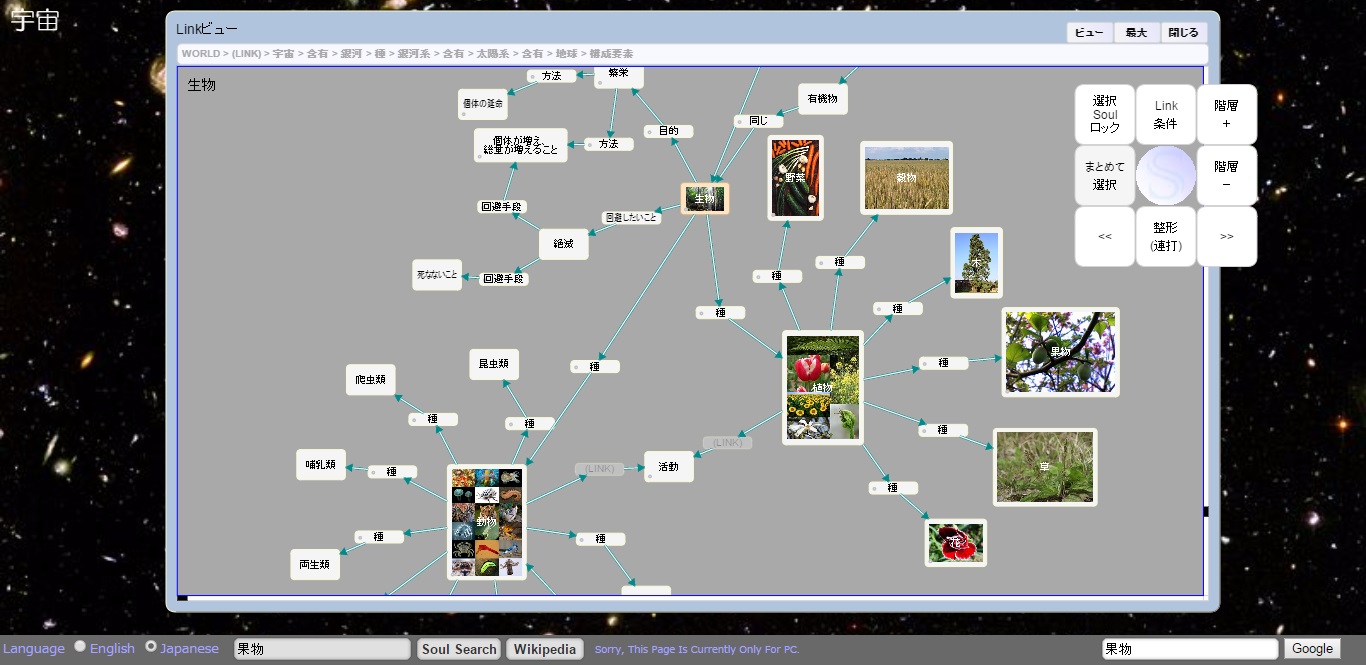 宇宙
Linkビュー
ビュー 最大 閉じる
WORLD > (LINK) > 宇宙 > 含有 > 銀河 > 種 > 銀河系 > 含有 > 太陽系 > 含有 > 地球 > 構成要素
生物
方法
繁栄
個体の延命
有機物
同じ
目的
個体が増え、
総量が増えること
方法
野菜
穀物
生物
回避手段
回避したいこと
絶滅
死なないこと
回避手段
種
種
木
種
種
果物
種
植物
種
昆虫類
爬虫類
種
種
種
草
(LINK)
(LINK)
活動
哺乳類
種
種
動物
花
種
両生類
種
選択
Soul
ロック
Link
条件
階層
+
まとめて
選択
階層
−
<<
整形
(連打)
>>
Language English Japanese 果物 Soul Search Wikipedia Sorry, This Page Is Currently Only For PC. 果物 Google